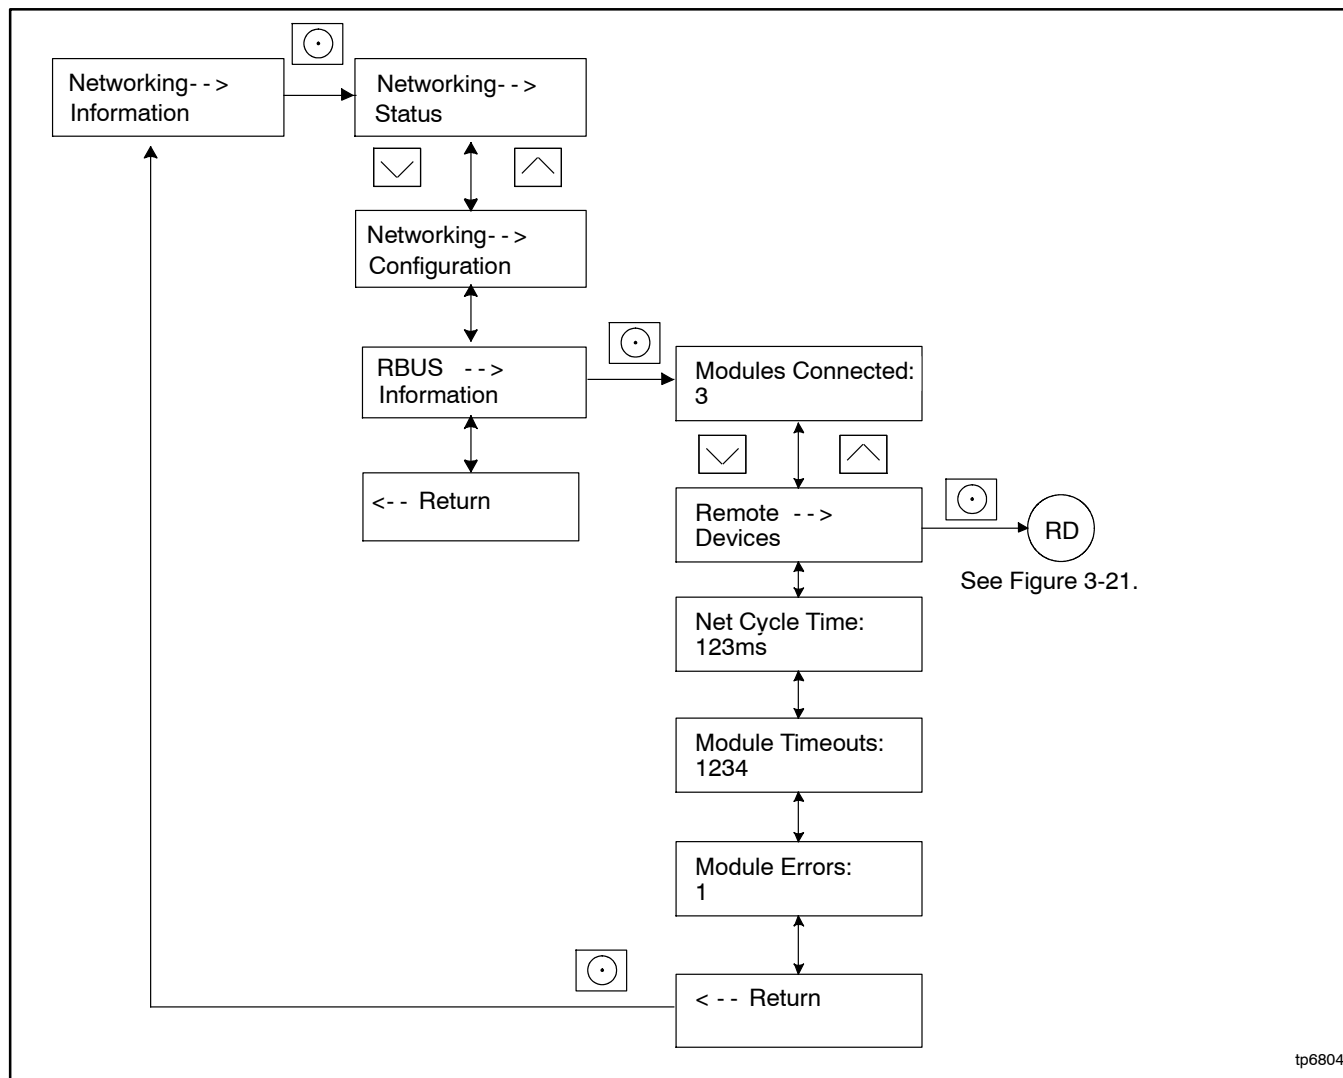 Networking-->
Information
Networking-->
Status
Networking-->
Configuration
RBUS -->
Information
<-- Return
Modules Connected:
3
Remote -->
Devices
RD
See Figure 3-21.
Net Cycle Time:
123ms
Module Timeouts:
1234
Module Errors:
1
<-- Return
tp6804